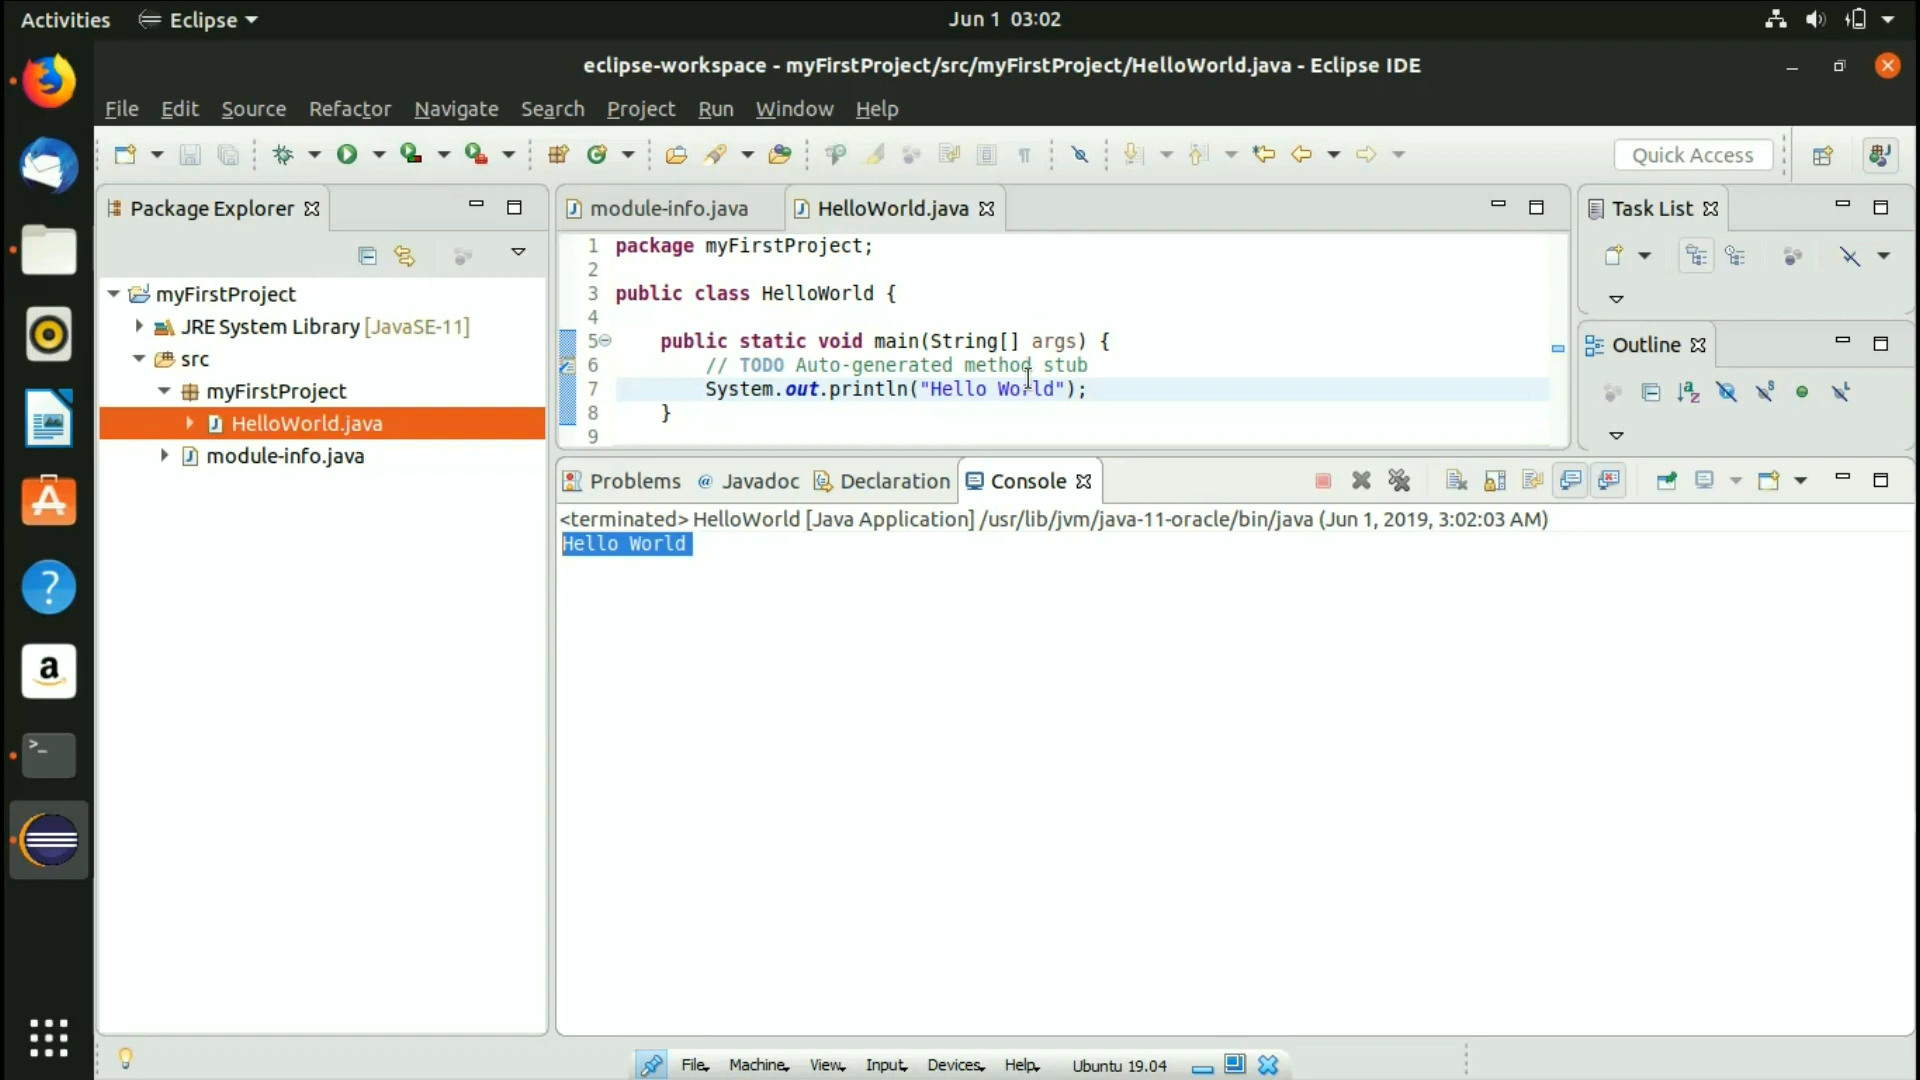 Activities
Eclipse
Jun 1 03:02
eclipse-workspace - myFirstProject/src/myFirstProject/HelloWorld.java - Eclipse IDE
File Edit Source Refactor Navigate Search Project Run Window Help
Quick Access
Package Explorer
module-info.java
HelloWorld.java
Task List
myFirstProject
JRE System Library [JavaSE-11]
src
myFirstProject
HelloWorld.java
module-info.java
1 package myFirstProject;
2
3 public class HelloWorld {
4
5 public static void main(String[] args) {
6 // TODO Auto-generated method stub
7 System.out.println("Hello World");
8 }
9
Outline
Problems
@ Javadoc
Declaration
Console
<terminated> HelloWorld [Java Application] /usr/lib/jvm/java-11-oracle/bin/java (Jun 1, 2019, 3:02:03 AM)
Hello World
File Machine View Input Devices Help Ubuntu 19.04